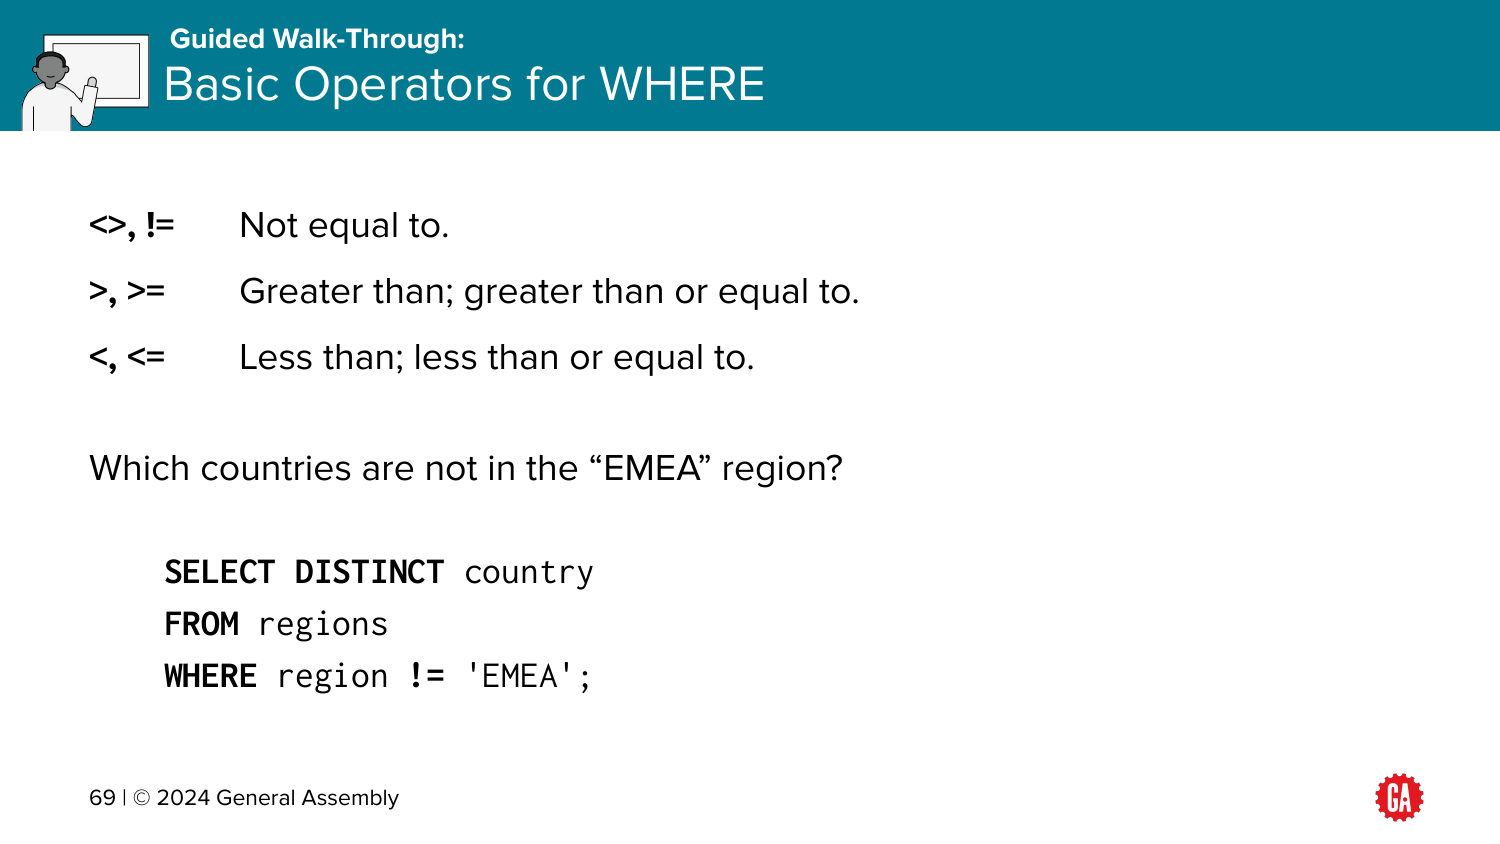 Guided Walk-Through:
Basic Operators for WHERE
<>, != Not equal to.
>, >= Greater than; greater than or equal to.
<, <= Less than; less than or equal to.
Which countries are not in the “EMEA” region?
SELECT DISTINCT country
FROM regions
WHERE region != 'EMEA';
69 | © 2024 General Assembly
GA